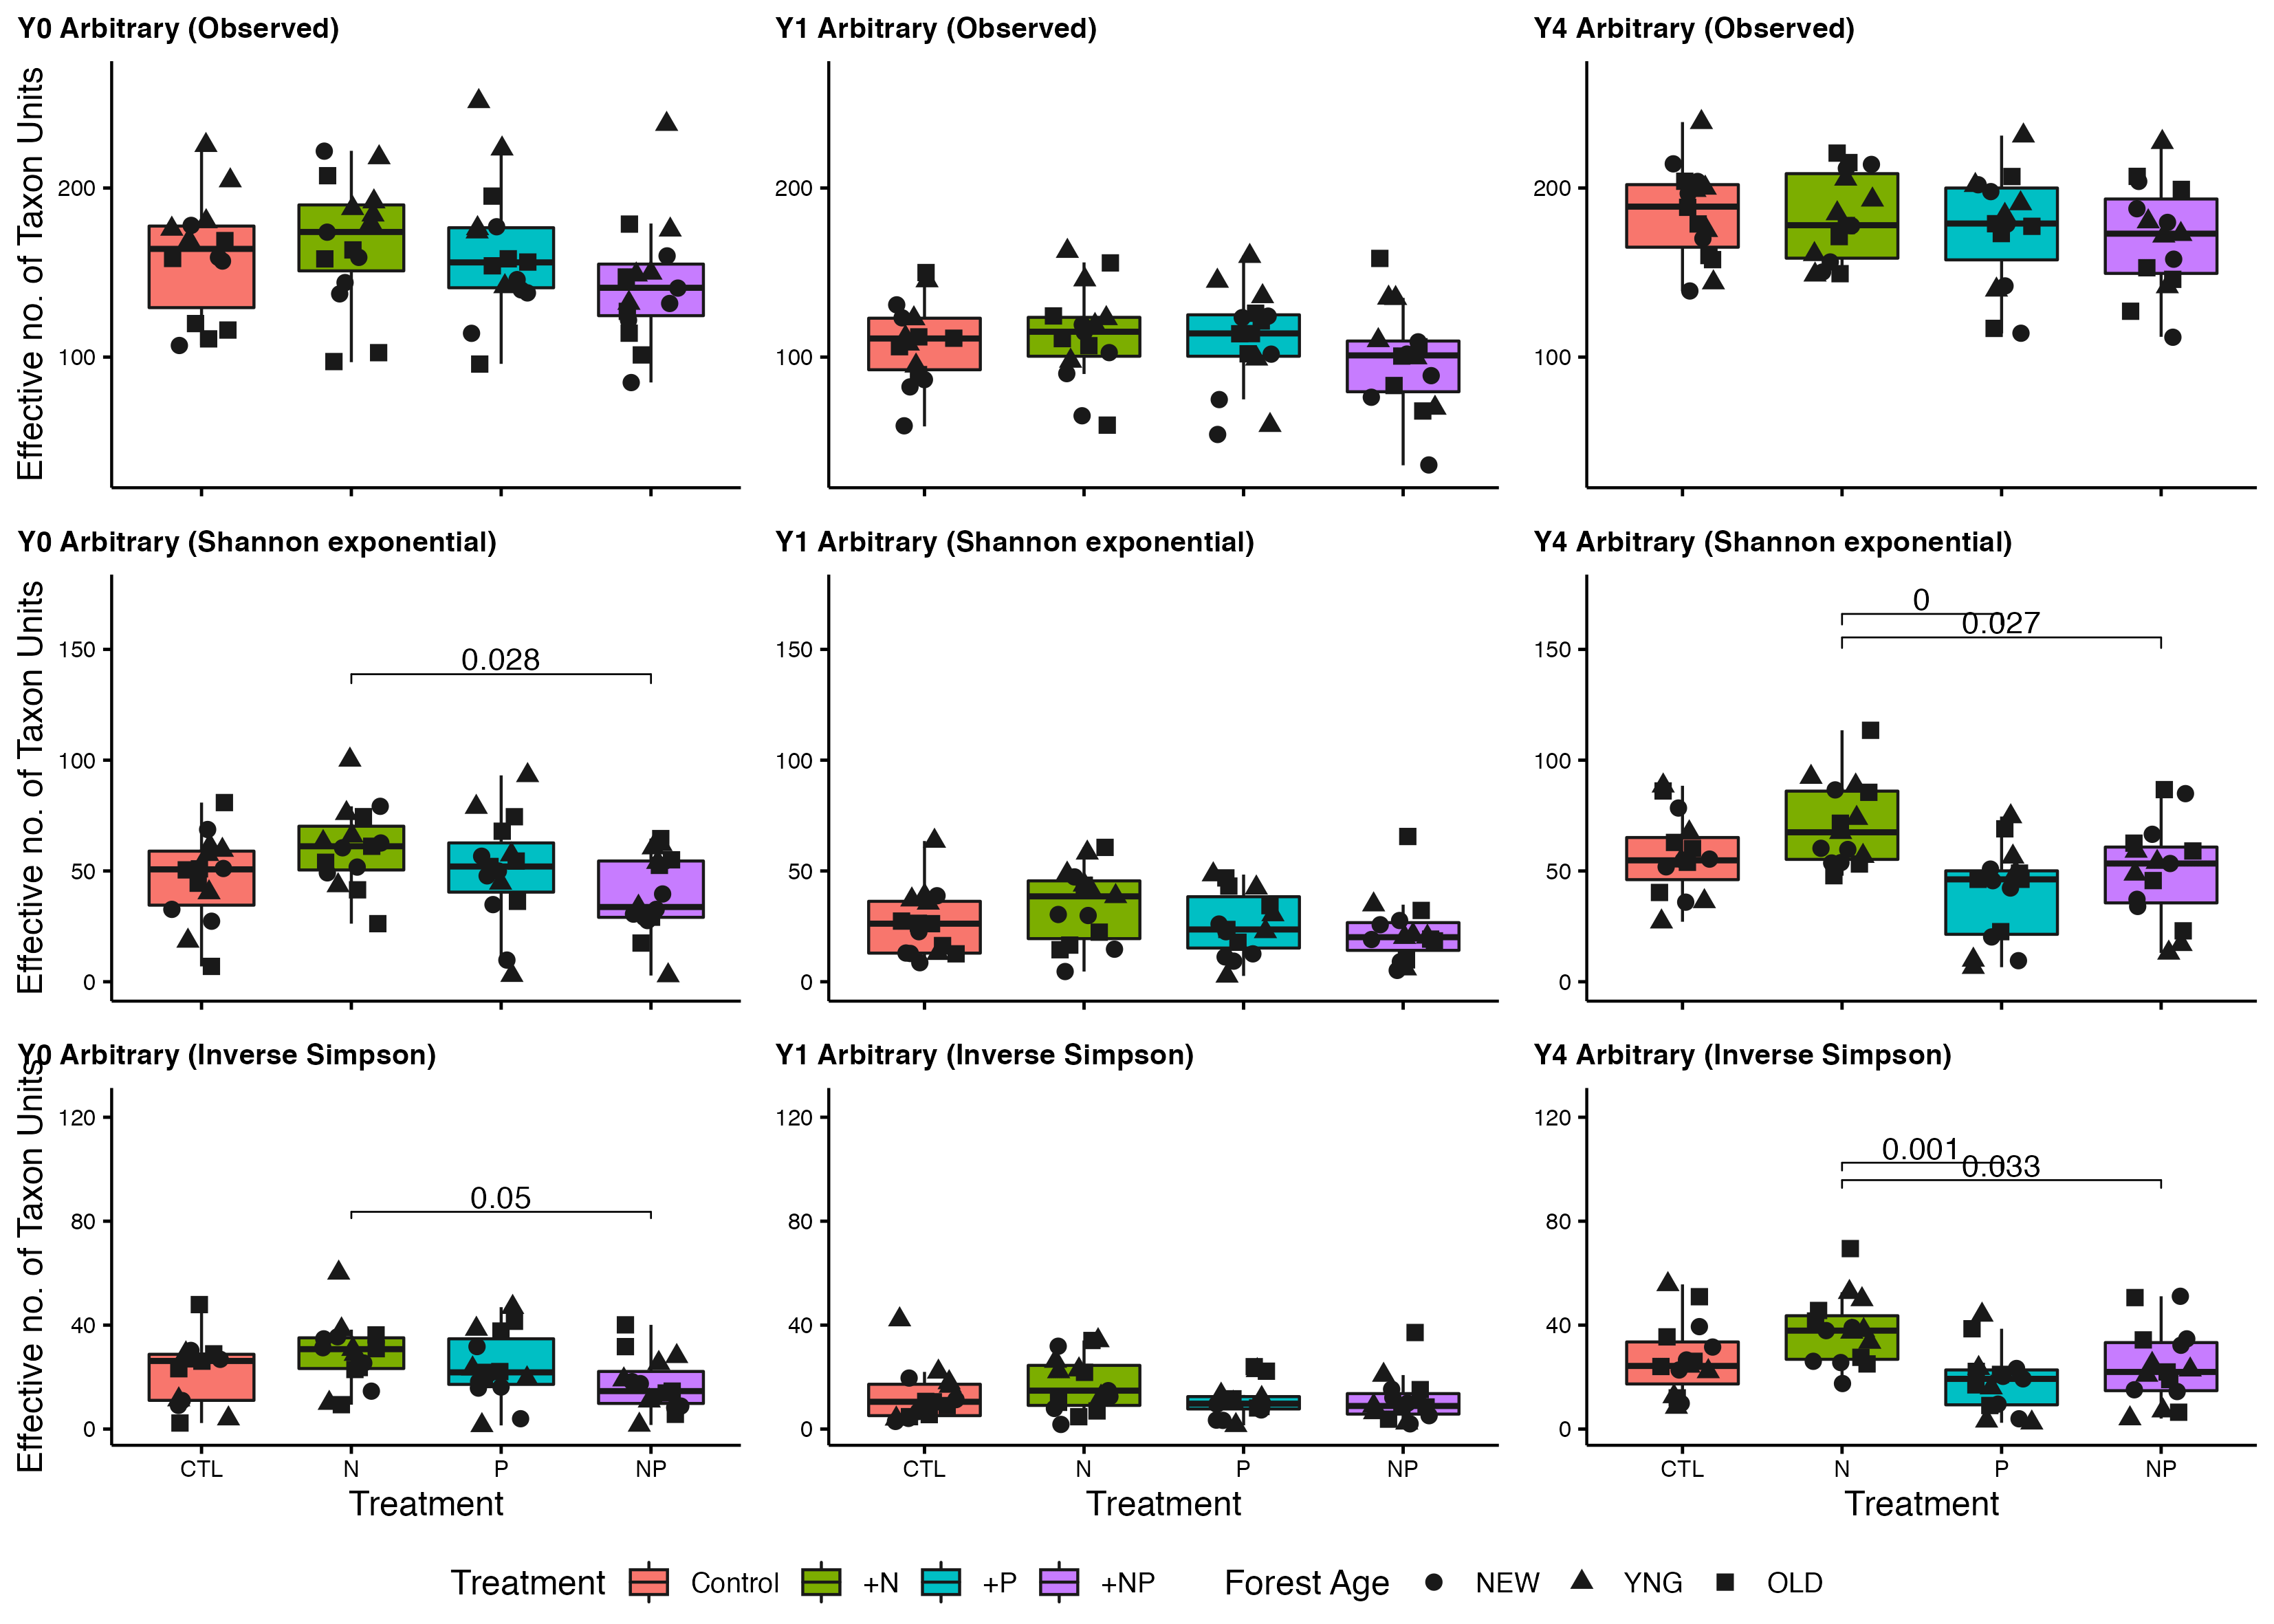 Y0 Arbitrary (Observed)
Y1 Arbitrary (Observed)
Y4 Arbitrary (Observed)
Effective no. of Taxon Units
200
100
200
100
200
100
Y0 Arbitrary (Shannon exponential)
Y1 Arbitrary (Shannon exponential)
Y4 Arbitrary (Shannon exponential)
Effective no. of Taxon Units
150
100
50
0
0.028
150
100
50
0
150
100
50
0
0
0.027
Y0 Arbitrary (Inverse Simpson)
Y1 Arbitrary (Inverse Simpson)
Y4 Arbitrary (Inverse Simpson)
Effective no. of Taxon Units
120
80
40
0
0.05
CTL N P NP
Treatment
120
80
40
0
CTL N P NP
Treatment
120
80
40
0
0.001
0.033
CTL N P NP
Treatment
Treatment Control +N +P +NP Forest Age NEW YNG OLD